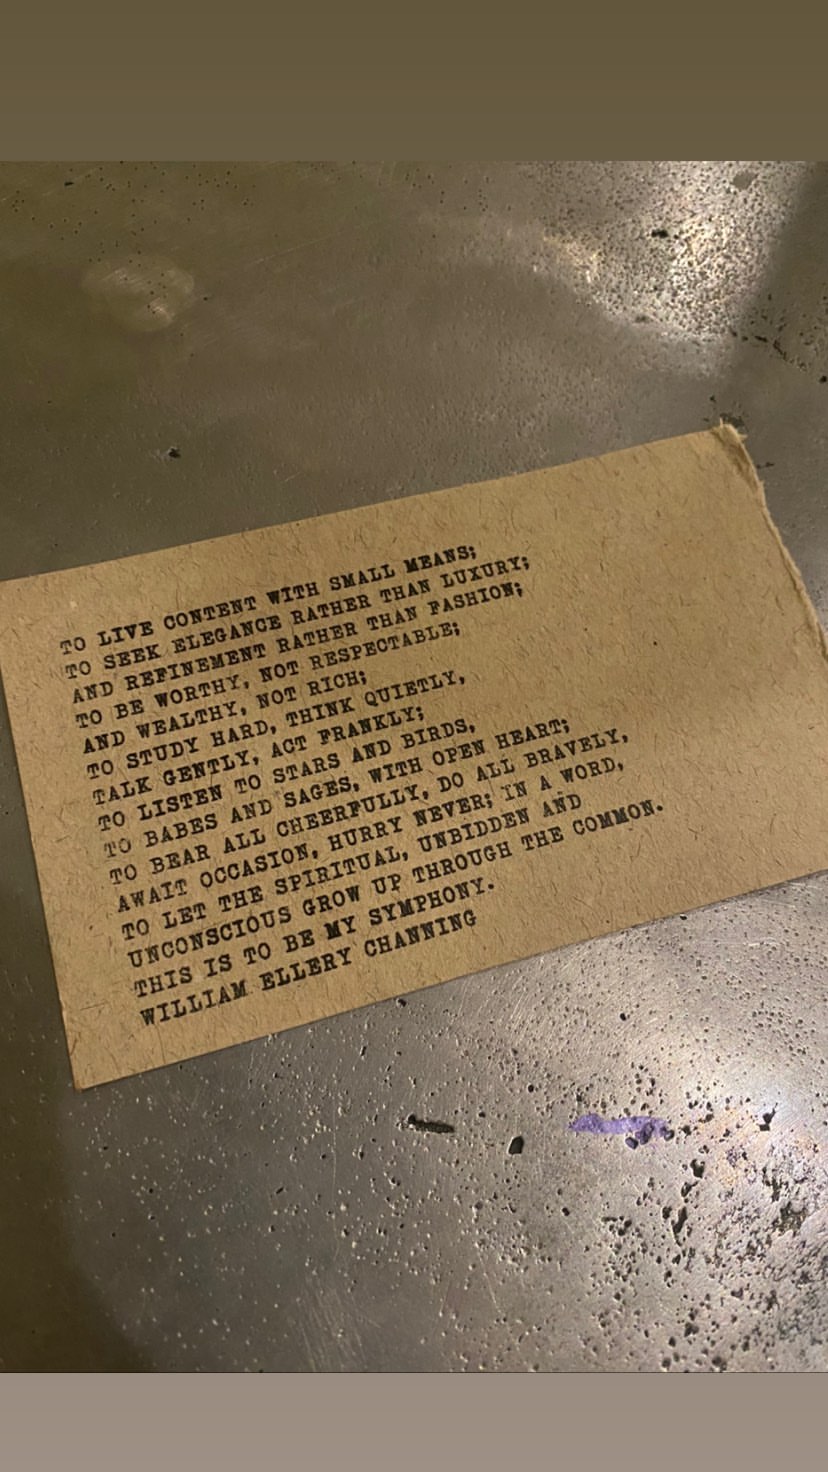 TO LIVE CONTENT WITH SMALL MEANS;
TO SEEK ELEGANCE RATHER THAN LUXURY;
AND REFINEMENT RATHER THAN FASHION;
TO BE WORTHY, NOT RESPECTABLE;
AND WEALTHY, NOT RICH;
TO STUDY HARD, THINK QUIETLY,
TALK GENTLY, ACT FRANKLY;
TO LISTEN TO STARS AND BIRDS,
TO BABES AND SAGES, WITH OPEN HEART;
TO BEAR ALL CHEERFULLY, DO ALL BRAVELY,
AWAIT OCCASION, HURRY NEVER; IN A WORD,
TO LET THE SPIRITUAL, UNBIDDEN AND
UNCONSCIOUS GROW UP THROUGH THE COMMON.
THIS IS TO BE MY SYMPHONY.
WILLIAM ELLERY CHANNING